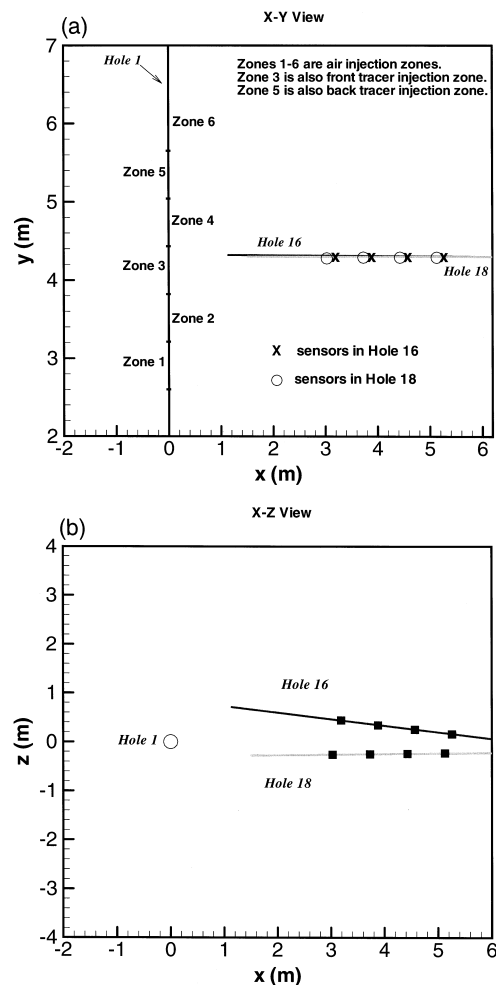 X-Y View
(a)
7
Hole 1
Zones 1-6 are air injection zones.
Zone 3 is also front tracer injection zone.
Zone 5 is also back tracer injection zone.
6
Zone 6
Zone 5
5
Zone 4
y (m)
Hole 16
4
Zone 3
Hole 18
Zone 2
X sensors in Hole 16
3
Zone 1
sensors in Hole 18
2
-2 -1 0 1 2 3 4 5 6
x (m)
X-Z View
(b)
4
3
2
1
Hole 16
z (m)
0
Hole 1
Hole 18
-1
-2
-3
-4
-2 -1 0 1 2 3 4 5 6
x (m)